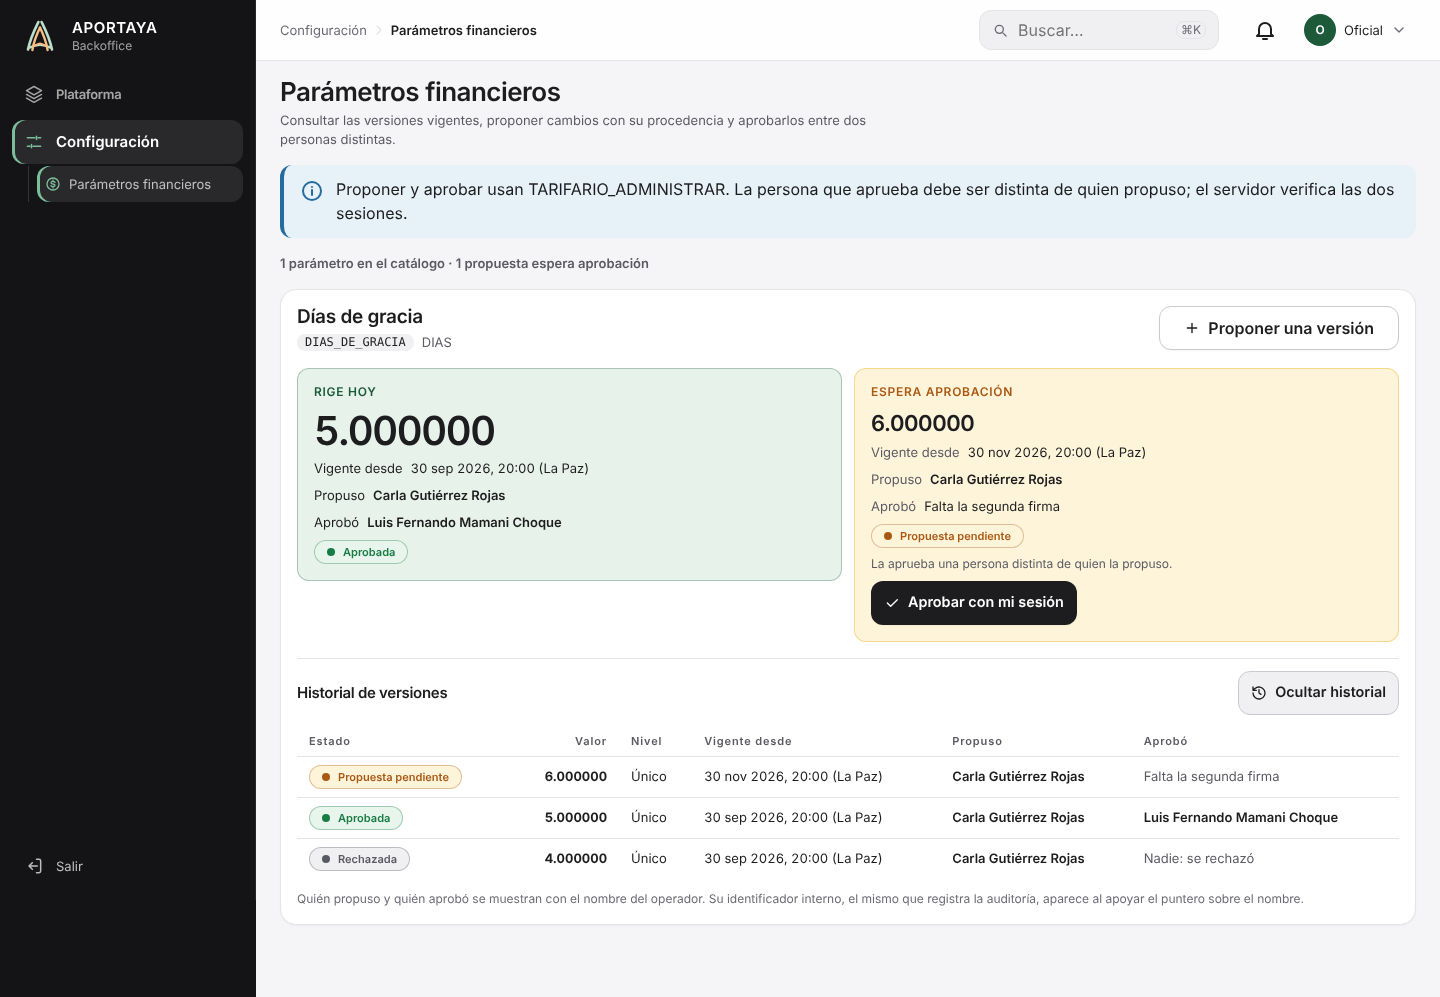 APORTAYA
Backoffice
Plataforma
Configuración
Parámetros financieros
Salir
Configuración > Parámetros financieros
Buscar...
⌘K
O
Oficial
Parámetros financieros
Consultar las versiones vigentes, proponer cambios con su procedencia y aprobarlos entre dos
personas distintas.
Proponer y aprobar usan TARIFARIO_ADMINISTRAR. La persona que aprueba debe ser distinta de quien propuso; el servidor verifica las dos
sesiones.
1 parámetro en el catálogo · 1 propuesta espera aprobación
Días de gracia
DIAS_DE_GRACIA DIAS
Proponer una versión
RIGE HOY
5.000000
Vigente desde 30 sep 2026, 20:00 (La Paz)
Propuso Carla Gutiérrez Rojas
Aprobó Luis Fernando Mamani Choque
Aprobada
ESPERA APROBACIÓN
6.000000
Vigente desde 30 nov 2026, 20:00 (La Paz)
Propuso Carla Gutiérrez Rojas
Aprobó Falta la segunda firma
Propuesta pendiente
La aprueba una persona distinta de quien la propuso.
Aprobar con mi sesión
Historial de versiones
Ocultar historial
Estado Valor Nivel Vigente desde Propuso Aprobó
Propuesta pendiente 6.000000 Único 30 nov 2026, 20:00 (La Paz) Carla Gutiérrez Rojas Falta la segunda firma
Aprobada 5.000000 Único 30 sep 2026, 20:00 (La Paz) Carla Gutiérrez Rojas Luis Fernando Mamani Choque
Rechazada 4.000000 Único 30 sep 2026, 20:00 (La Paz) Carla Gutiérrez Rojas Nadie: se rechazó
Quién propuso y quién aprobó se muestran con el nombre del operador. Su identificador interno, el mismo que registra la auditoría, aparece al apoyar el puntero sobre el nombre.